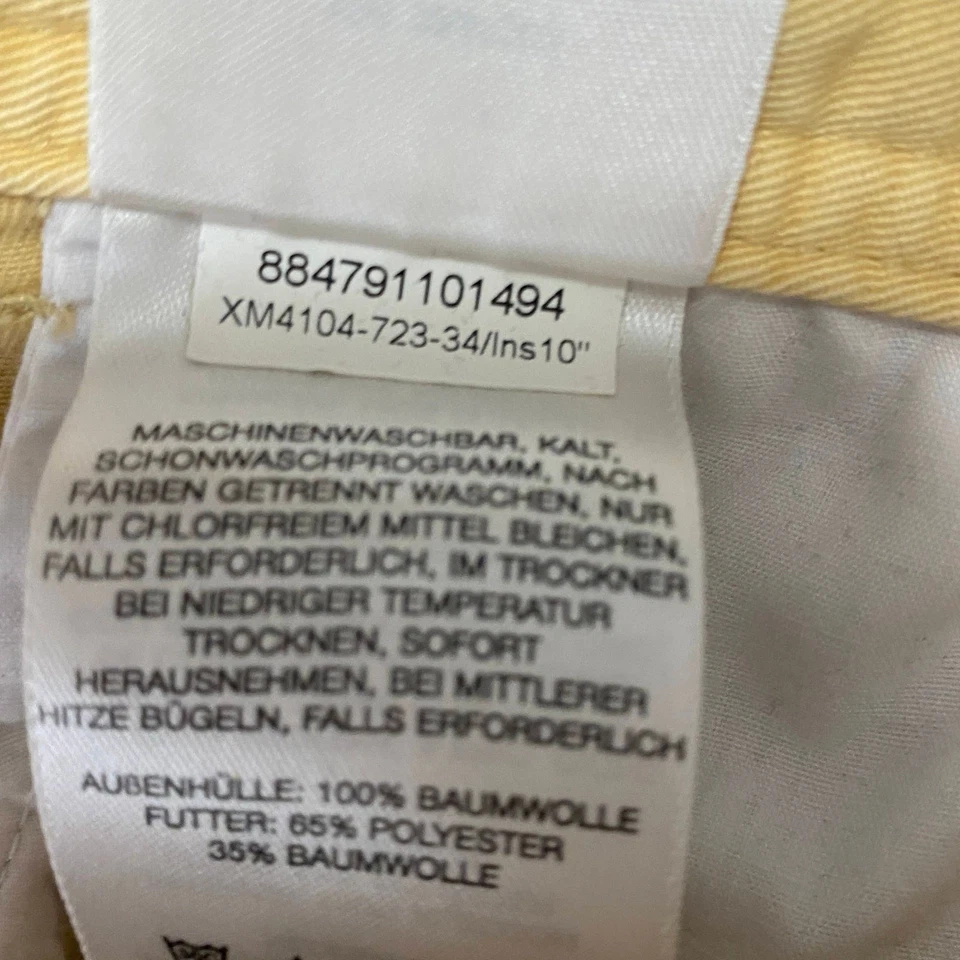 884791101494
XM4104-723-34/Ins10"
MASCHINENWASCHBAR, KALT,
SCHONWASCHPROGRAMM, NACH
FARBEN GETRENNT WASCHEN, NUR
MIT CHLORFREIEM MITTEL BLEICHEN,
FALLS ERFORDERLICH, IM TROCKNER
BEI NIEDRIGER TEMPERATUR
TROCKNEN, SOFORT
HERAUSNEHMEN, BEI MITTLERER
HITZE BÜGELN, FALLS ERFORDERLICH
AUßENHÜLLE: 100% BAUMWOLLE
FUTTER: 65% POLYESTER
35% BAUMWOLLE